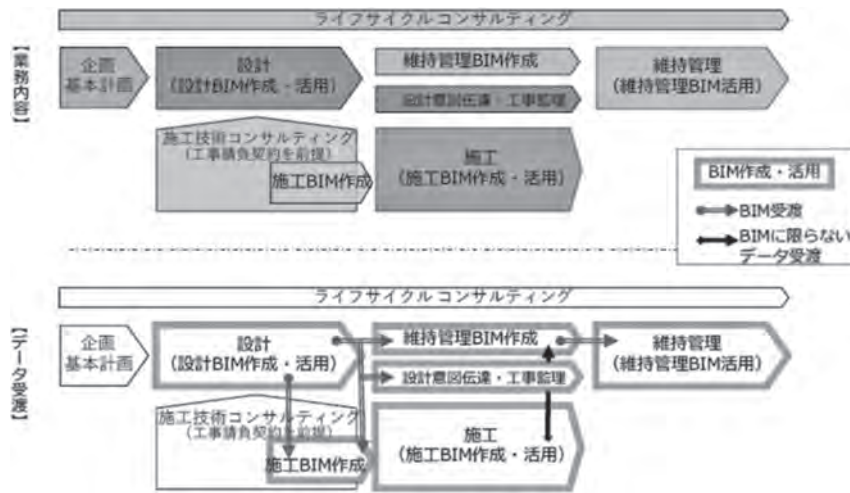 ライフサイクルコンサルティング
【業務内容】
企画
基本計画
設計
(設計BIM作成・活用)
維持管理BIM作成
設計意図伝達・工事監理
維持管理
(維持管理BIM活用)
施工技術コンサルティング
(工事請負契約を前提)
施工BIM作成
施工
(施工BIM作成・活用)
BIM作成・活用
BIM受渡
BIMに限らない
データ受渡
ライフサイクルコンサルティング
【データ受渡】
企画
基本計画
設計
(設計BIM作成・活用)
維持管理BIM作成
設計意図伝達・工事監理
維持管理
(維持管理BIM活用)
施工技術コンサルティング
(工事請負契約を前提)
施工BIM作成
施工
(施工BIM作成・活用)